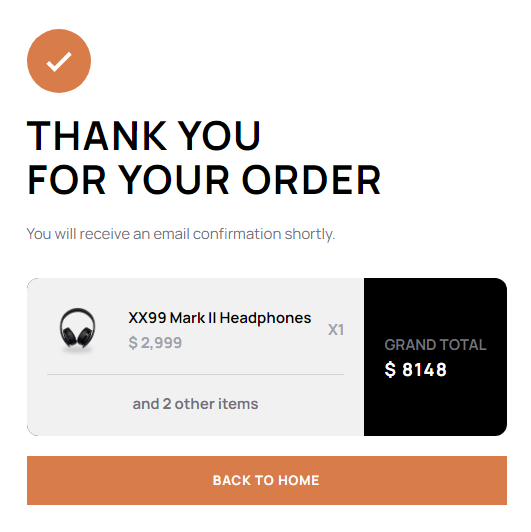 THANK YOU
FOR YOUR ORDER
You will receive an email confirmation shortly.
XX99 Mark II Headphones
$ 2,999
X1
and 2 other items
GRAND TOTAL
$ 8148
BACK TO HOME